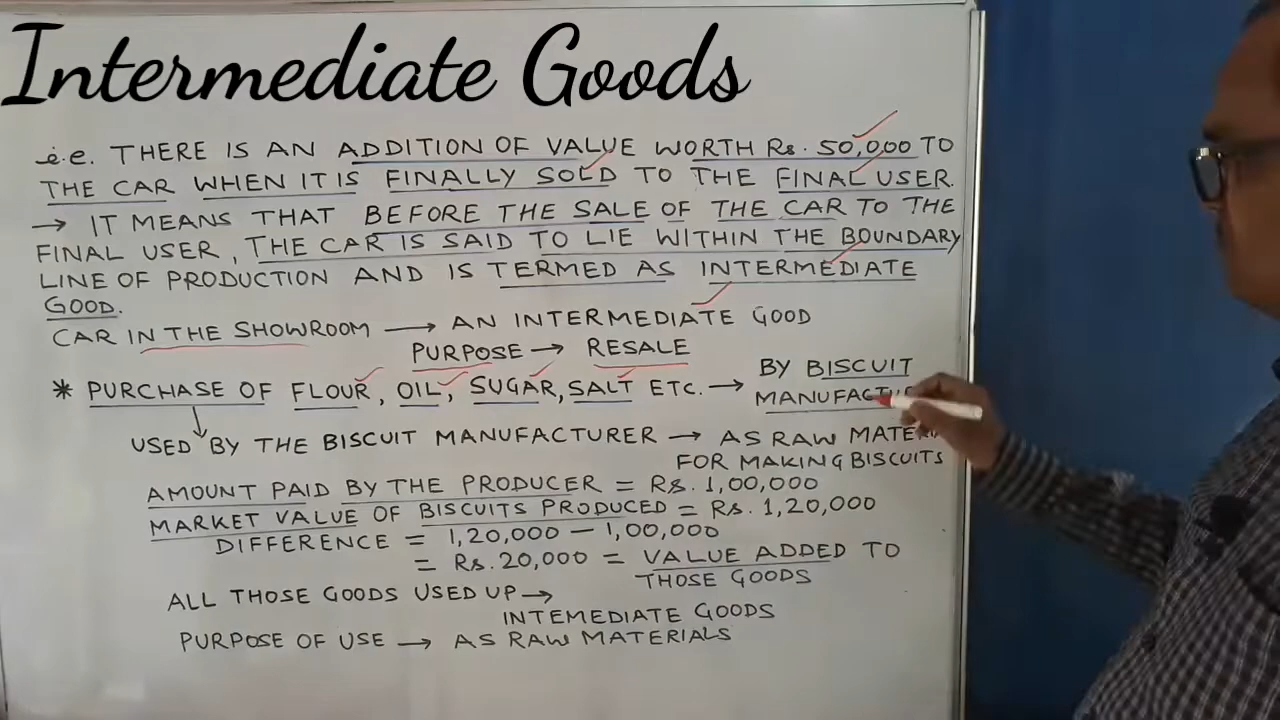 Intermediate Goods
i.e. THERE IS AN ADDITION OF VALUE WORTH Rs. 50,000 TO
THE CAR WHEN IT IS FINALLY SOLD TO THE FINAL USER.
→ IT MEANS THAT BEFORE THE SALE OF THE CAR TO THE
FINAL USER, THE CAR IS SAID TO LIE WITHIN THE BOUNDARY
LINE OF PRODUCTION AND IS TERMED AS INTERMEDIATE
GOOD.
CAR IN THE SHOWROOM → AN INTERMEDIATE GOOD
PURPOSE → RESALE
* PURCHASE OF FLOUR, OIL, SUGAR, SALT ETC. → BY BISCUIT
MANUFACTU
USED BY THE BISCUIT MANUFACTURER → AS RAW MATERI
FOR MAKING BISCUITS
AMOUNT PAID BY THE PRODUCER = Rs. 1,00,000
MARKET VALUE OF BISCUITS PRODUCED = Rs. 1,20,000
DIFFERENCE = 1,20,000 - 1,00,000
= Rs. 20,000 = VALUE ADDED TO
THOSE GOODS
ALL THOSE GOODS USED UP →
INTEMEDIATE GOODS
PURPOSE OF USE → AS RAW MATERIALS